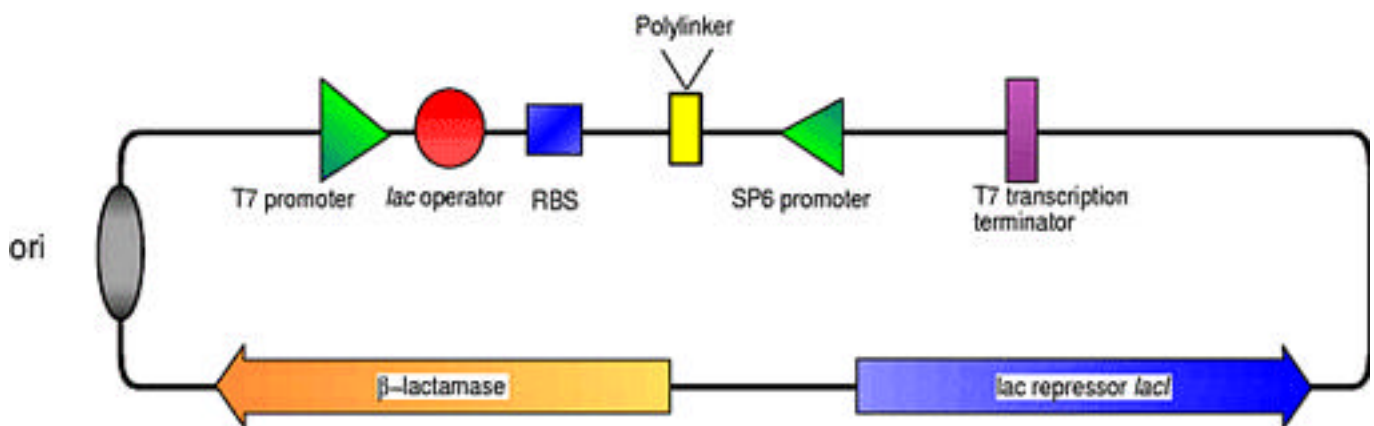 Polylinker
T7 promoter
lac operator
RBS
SP6 promoter
T7 transcription
terminator
ori
β-lactamase
lac repressor lacI